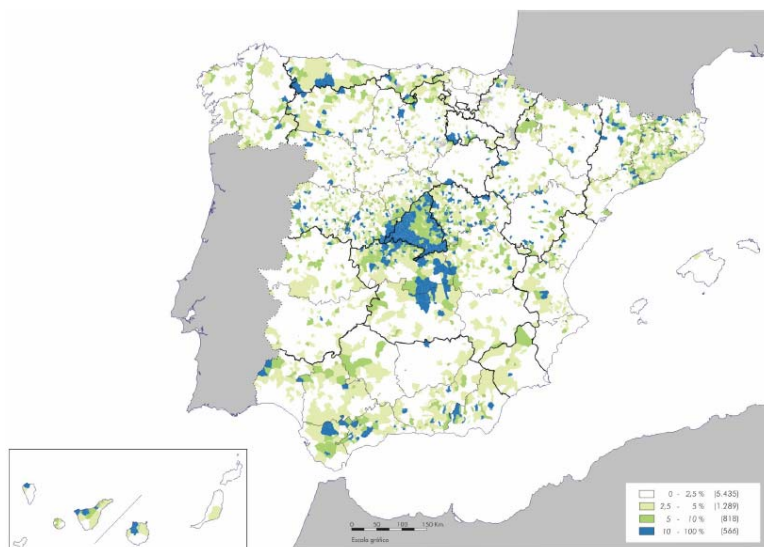 0 50 100 150 Km.
Escala gráfica
0 - 2,5 % (5.435)
2,5 - 5 % (1.289)
5 - 10 % (818)
10 - 100 % (566)